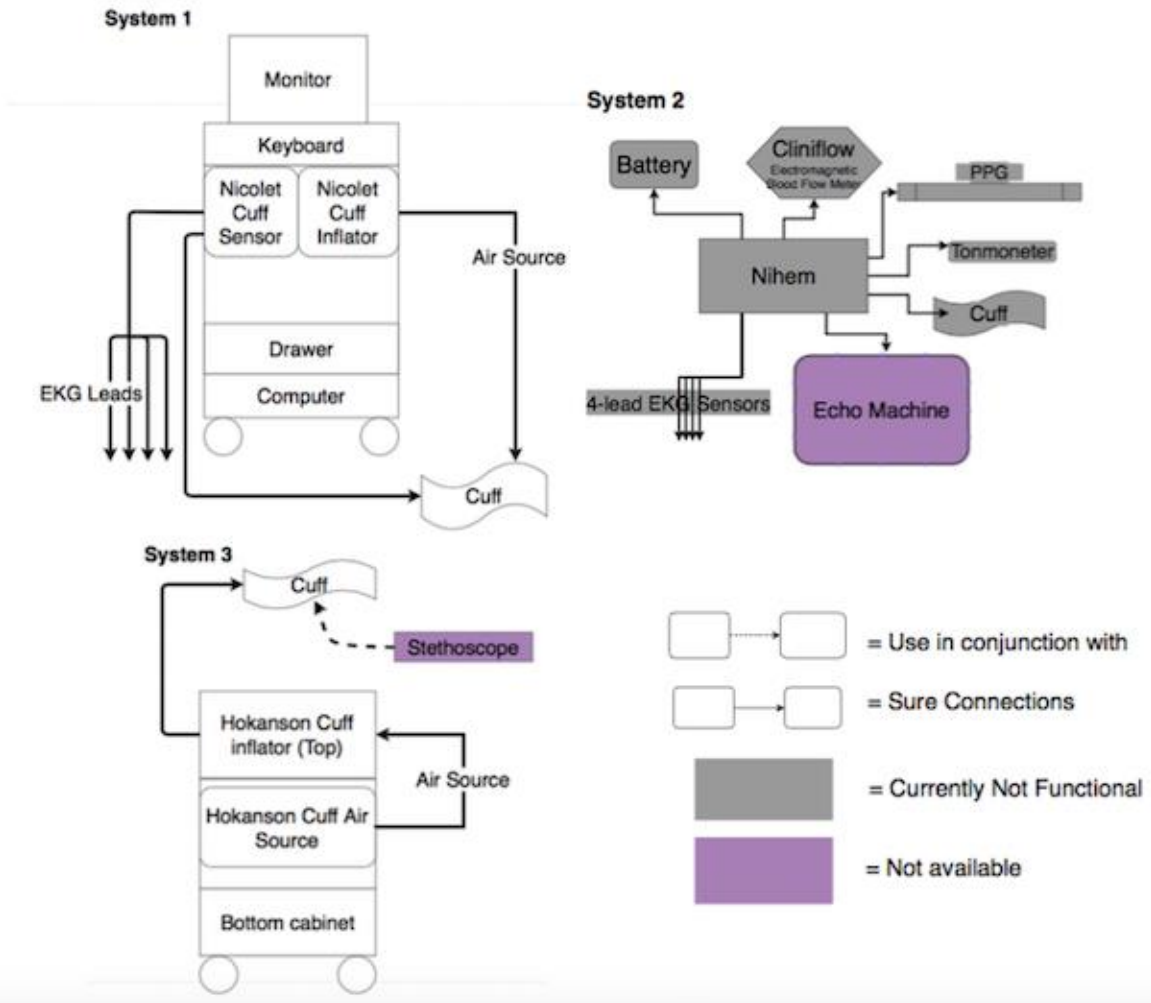 System 1
Monitor
Keyboard
Nicolet
Cuff
Sensor
Nicolet
Cuff
Inflator
Air Source
Drawer
Computer
EKG Leads
Cuff
System 2
Battery
Cliniflow
Electromagnetic
Blood Flow Meter
PPG
Tonmoneter
Nihem
Cuff
4-lead EKG Sensors
Echo Machine
System 3
Cuff
Stethoscope
Hokanson Cuff
inflator (Top)
Air Source
Hokanson Cuff Air
Source
Bottom cabinet
= Use in conjunction with
= Sure Connections
= Currently Not Functional
= Not available